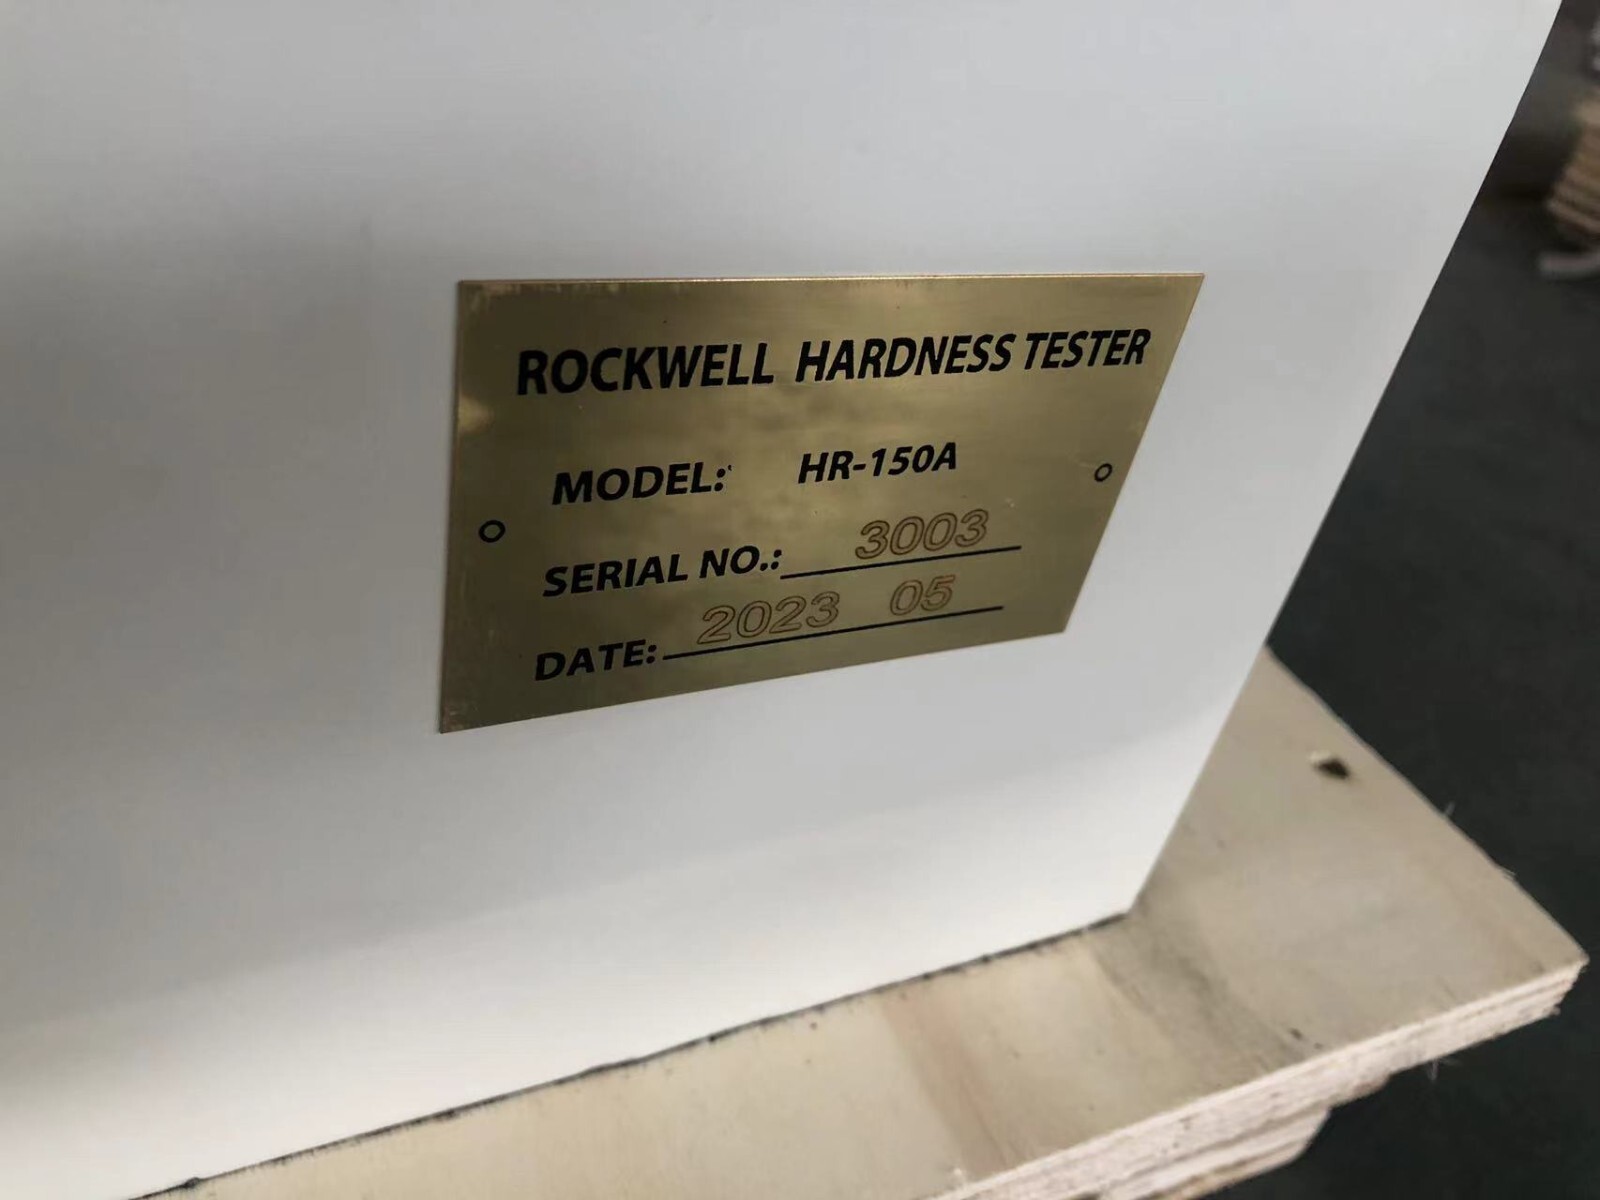 ROCKWELL HARDNESS TESTER
MODEL: HR-150A
SERIAL NO.: 3003
DATE: 2023 05